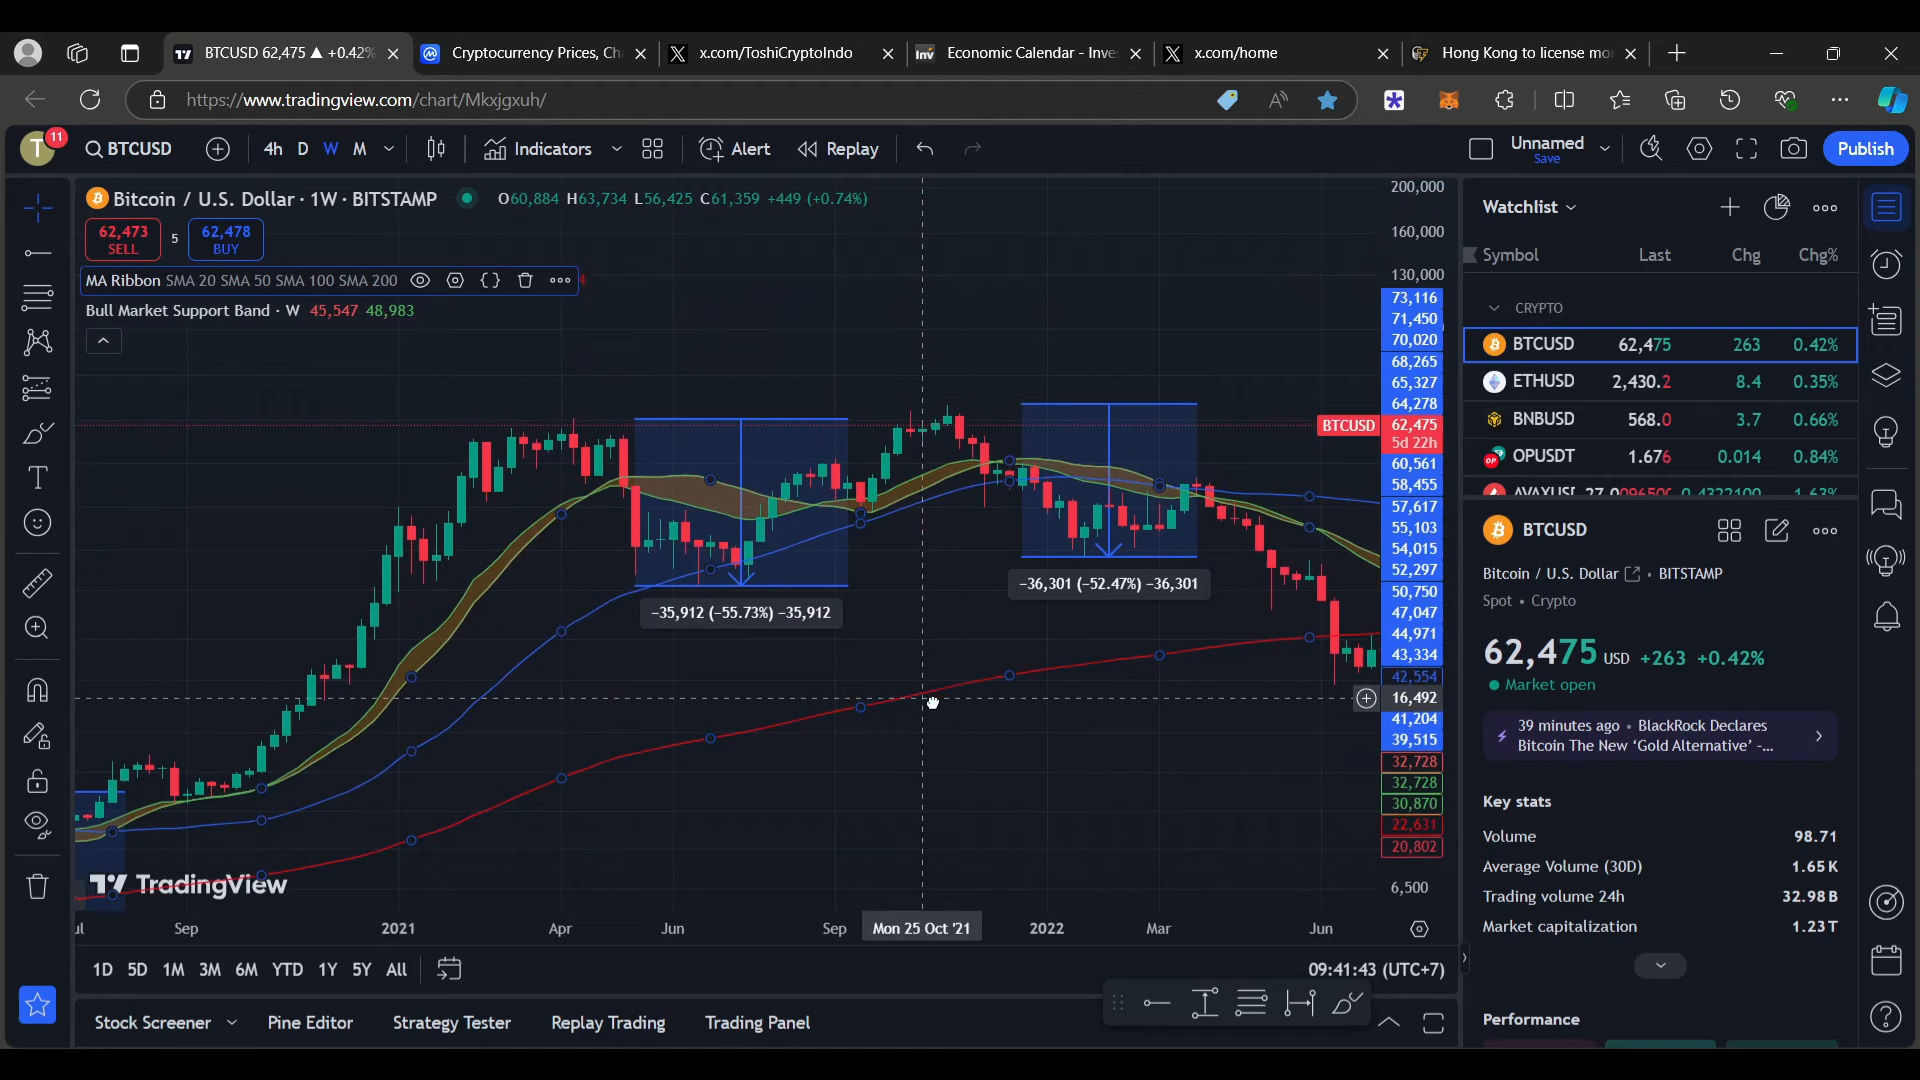 BTCUSD 62,475 ▲ +0.42%
Cryptocurrency Prices, Ch
x.com/ToshiCryptoIndo
Economic Calendar - Inve
x.com/home
Hong Kong to license mo
https://www.tradingview.com/chart/Mkxjgxuh/
T
11
BTCUSD
4h D W M
Indicators
Alert
Replay
Unnamed
Save
Publish
Bitcoin / U.S. Dollar · 1W · BITSTAMP
O60,884 H63,734 L56,425 C61,359 +449 (+0.74%)
62,473
SELL
5
62,478
BUY
MA Ribbon SMA 20 SMA 50 SMA 100 SMA 200
Bull Market Support Band · W 45,547 48,983
−35,912 (−55.73%) −35,912
−36,301 (−52.47%) −36,301
200,000
160,000
130,000
73,116
71,450
70,020
68,265
65,327
64,278
BTCUSD 62,475
5d 22h
60,561
58,455
57,617
55,103
54,015
52,297
50,750
47,047
44,971
43,334
42,554
16,492
41,204
39,515
32,728
32,728
30,870
22,631
20,802
6,500
TradingView
Sep 2021 Apr Jun Sep Mon 25 Oct '21 2022 Mar Jun
1D 5D 1M 3M 6M YTD 1Y 5Y All
09:41:43 (UTC+7)
Stock Screener
Pine Editor
Strategy Tester
Replay Trading
Trading Panel
Watchlist
Symbol Last Chg Chg%
CRYPTO
BTCUSD 62,475 263 0.42%
ETHUSD 2,430.2 8.4 0.35%
BNBUSD 568.0 3.7 0.66%
OPUSDT 1.676 0.014 0.84%
BTCUSD
Bitcoin / U.S. Dollar • BITSTAMP
Spot • Crypto
62,475 USD +263 +0.42%
Market open
39 minutes ago • BlackRock Declares
Bitcoin The New ‘Gold Alternative’ -...
Key stats
Volume 98.71
Average Volume (30D) 1.65K
Trading volume 24h 32.98B
Market capitalization 1.23T
Performance